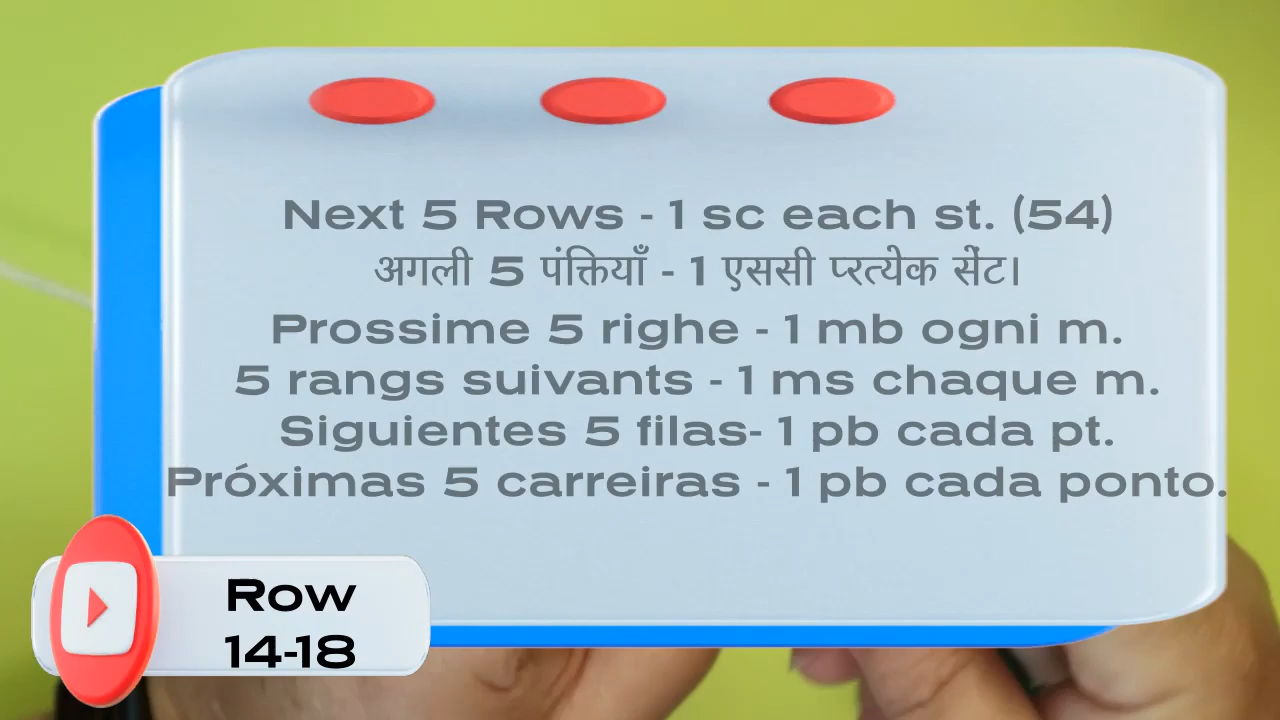 Next 5 Rows - 1 sc each st. (54)
अगली 5 पंक्तियाँ - 1 एससी प्रत्येक सेंट।
Prossime 5 righe - 1 mb ogni m.
5 rangs suivants - 1 ms chaque m.
Siguientes 5 filas- 1 pb cada pt.
Próximas 5 carreiras - 1 pb cada ponto.
Row
14-18